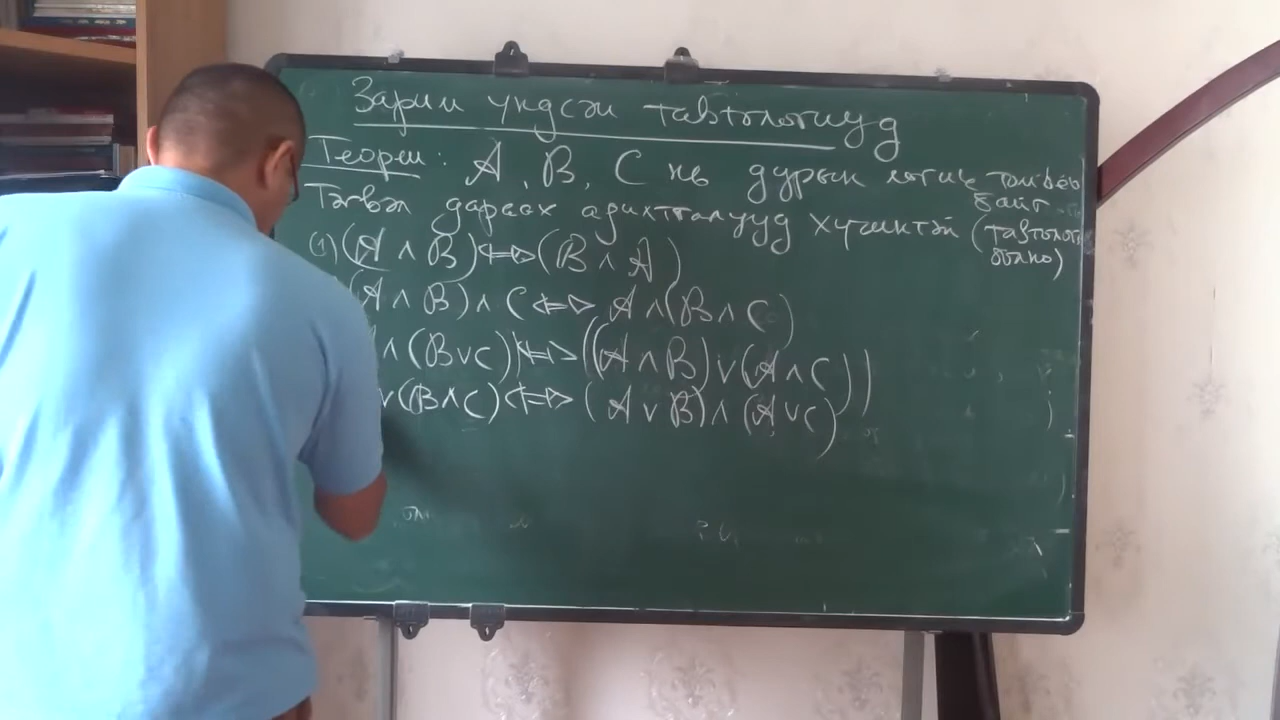 Зарим үндсэн тавтологиуд
Теорем: A, B, C нь дурын логик томъёо
байг
Тэгвэл дараах адилтгалууд хүчинтэй (тавтологи
болно)
(1) (A ∧ B) ⇔ (B ∧ A)
(A ∧ B) ∧ C ⇔ A ∧ (B ∧ C)
∧ (B ∨ C)) ⇔ ((A ∧ B) ∨ (A ∧ C))
∨ (B ∧ C) ⇔ (A ∨ B) ∧ (A ∨ C)